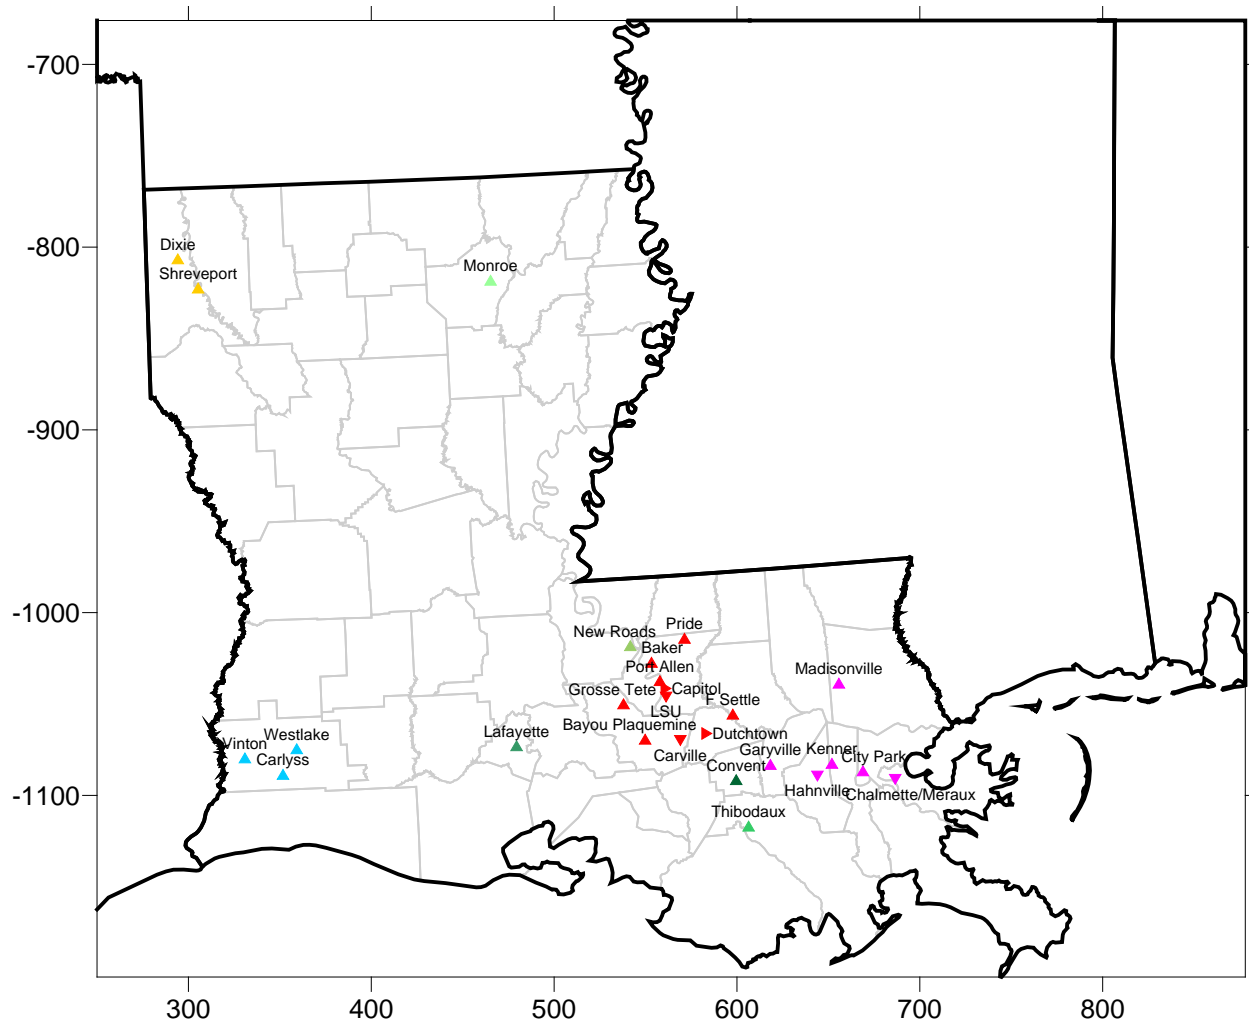 -700
-800
Dixie
Shreveport
Monroe
-900
-1000
New Roads
Pride
Baker
Port Allen
Madisonville
Grosse Tete
Capitol
F Settle
LSU
Bayou Plaquemine
Lafayette
Dutchtown
Westlake
Vinton
Carlyss
Carville
Garyville
Kenner
City Park
Convent
Hahnville
Chalmette/Meraux
-1100
Thibodaux
300
400
500
600
700
800